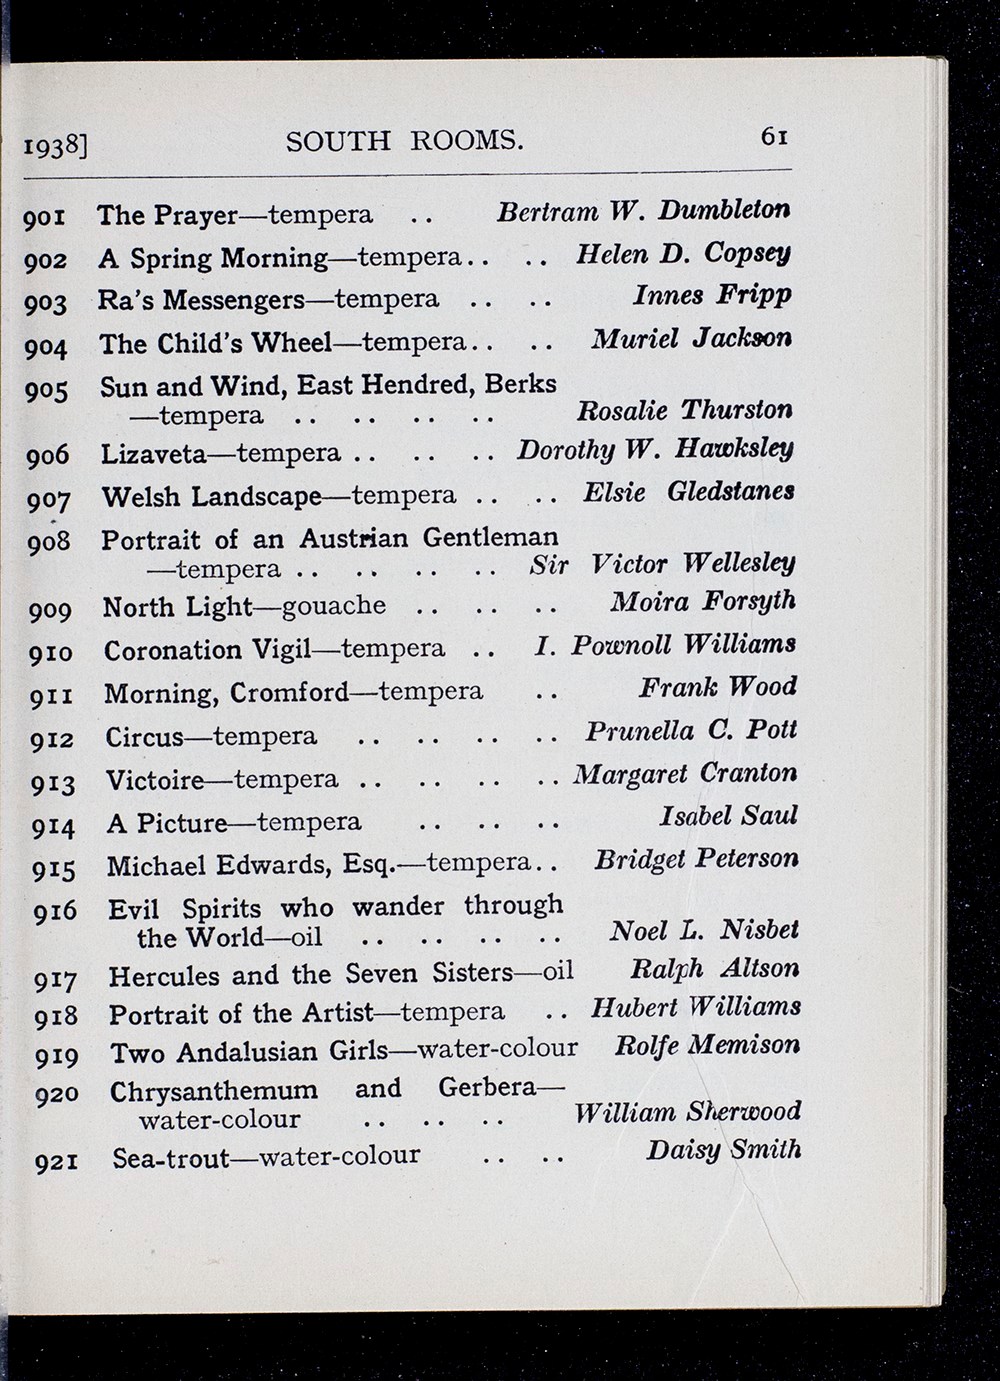 1938] SOUTH ROOMS. 61
901 The Prayer—tempera .. Bertram W. Dumbleton
902 A Spring Morning—tempera.. .. Helen D. Copsey
903 Ra's Messengers—tempera .. .. Innes Fripp
904 The Child's Wheel—tempera.. .. Muriel Jackson
905 Sun and Wind, East Hendred, Berks
—tempera .. .. .. .. Rosalie Thurston
906 Lizaveta—tempera .. .. .. Dorothy W. Hawksley
907 Welsh Landscape—tempera .. .. Elsie Gledstanes
908 Portrait of an Austrian Gentleman
—tempera .. .. .. .. Sir Victor Wellesley
909 North Light—gouache .. .. .. Moira Forsyth
910 Coronation Vigil—tempera .. I. Pownoll Williams
911 Morning, Cromford—tempera .. Frank Wood
912 Circus—tempera .. .. .. .. Prunella C. Pott
913 Victoire—tempera .. .. .. .. Margaret Cranton
914 A Picture—tempera .. .. .. Isabel Saul
915 Michael Edwards, Esq.—tempera.. Bridget Peterson
916 Evil Spirits who wander through
the World—oil .. .. .. .. Noel L. Nisbet
917 Hercules and the Seven Sisters—oil Ralph Altson
918 Portrait of the Artist—tempera .. Hubert Williams
919 Two Andalusian Girls—water-colour Rolfe Memison
920 Chrysanthemum and Gerbera—
water-colour .. .. .. William Sherwood
921 Sea-trout—water-colour .. .. Daisy Smith